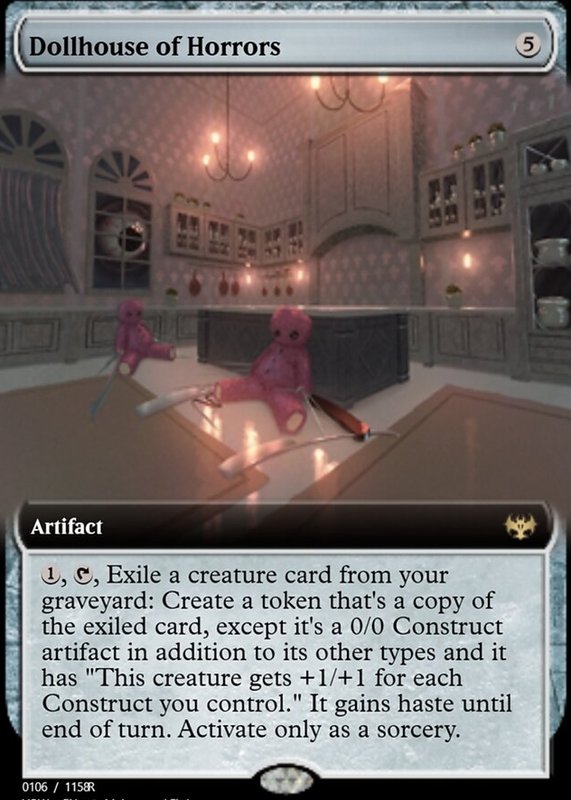 Dollhouse of Horrors 5
Artifact
1, T, Exile a creature card from your
graveyard: Create a token that's a copy of
the exiled card, except it's a 0/0 Construct
artifact in addition to its other types and it
has "This creature gets +1/+1 for each
Construct you control." It gains haste until
end of turn. Activate only as a sorcery.
0106 / 1158R